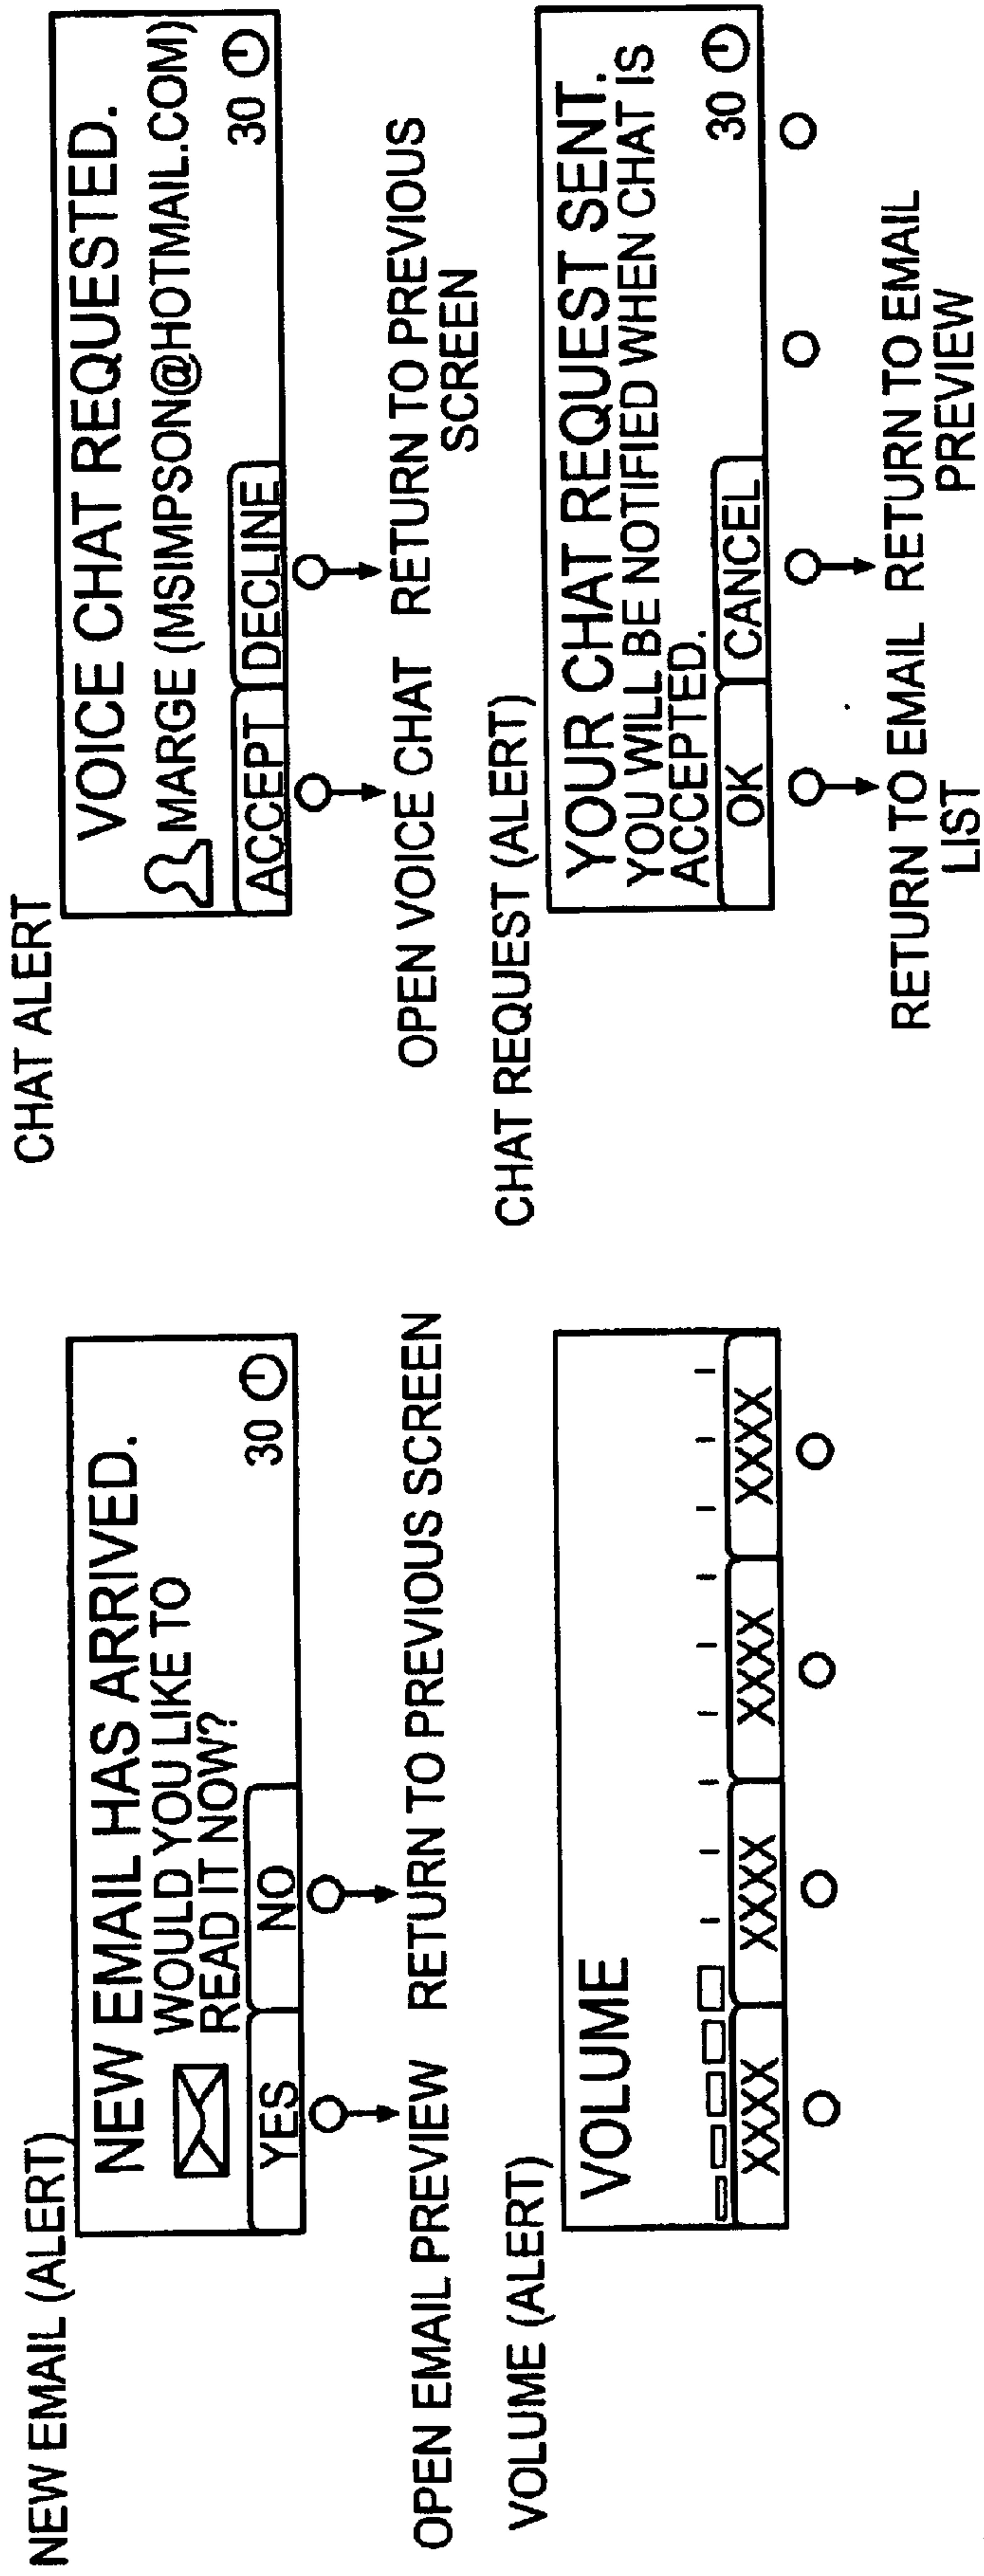 NEW EMAIL (ALERT)
NEW EMAIL HAS ARRIVED.
WOULD YOU LIKE TO
READ IT NOW?
30
YES
NO
OPEN EMAIL PREVIEW
RETURN TO PREVIOUS SCREEN
CHAT ALERT
VOICE CHAT REQUESTED.
MARGE (MSIMPSON@HOTMAIL.COM)
30
ACCEPT
DECLINE
OPEN VOICE CHAT
RETURN TO PREVIOUS
SCREEN
VOLUME (ALERT)
VOLUME
XXXX
XXXX
XXXX
XXXX
CHAT REQUEST (ALERT)
YOUR CHAT REQUEST SENT.
YOU WILL BE NOTIFIED WHEN CHAT IS
ACCEPTED.
30
OK
CANCEL
RETURN TO EMAIL
LIST
RETURN TO EMAIL
PREVIEW